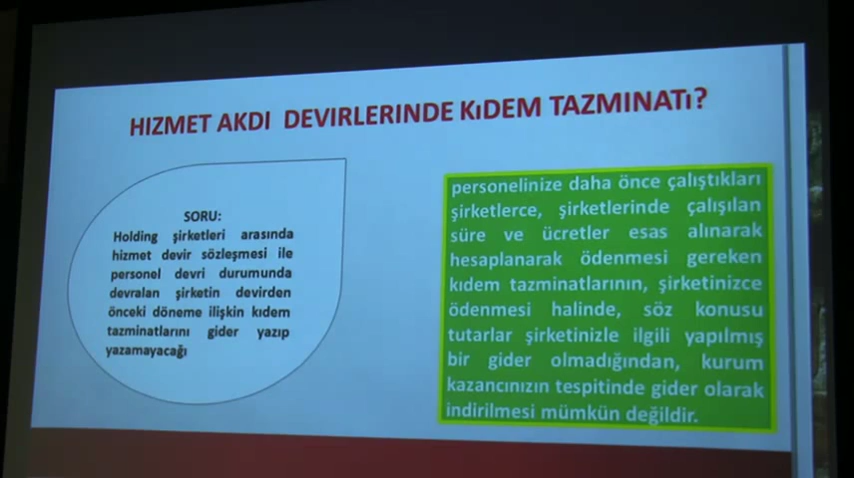 HIZMET AKDI DEVIRLERINDE KıDEM TAZMINATı?
SORU:
Holding şirketleri arasında
hizmet devir sözleşmesi ile
personel devri durumunda
devralan şirketin devirden
önceki döneme ilişkin kıdem
tazminatlarını gider yazıp
yazamayacağı
personelinize daha önce çalıştıkları
şirketlerce, şirketlerinde çalışılan
süre ve ücretler esas alınarak
hesaplanarak ödenmesi gereken
kıdem tazminatlarının, şirketinizce
ödenmesi halinde, söz konusu
tutarlar şirketinizle ilgili yapılmış
bir gider olmadığından, kurum
kazancınızın tespitinde gider olarak
indirilmesi mümkün değildir.